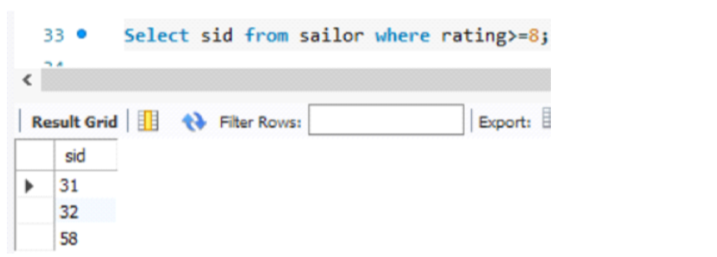 33 Select sid from sailor where rating>=8;
Result Grid Filter Rows: Export:
sid
31
32
58